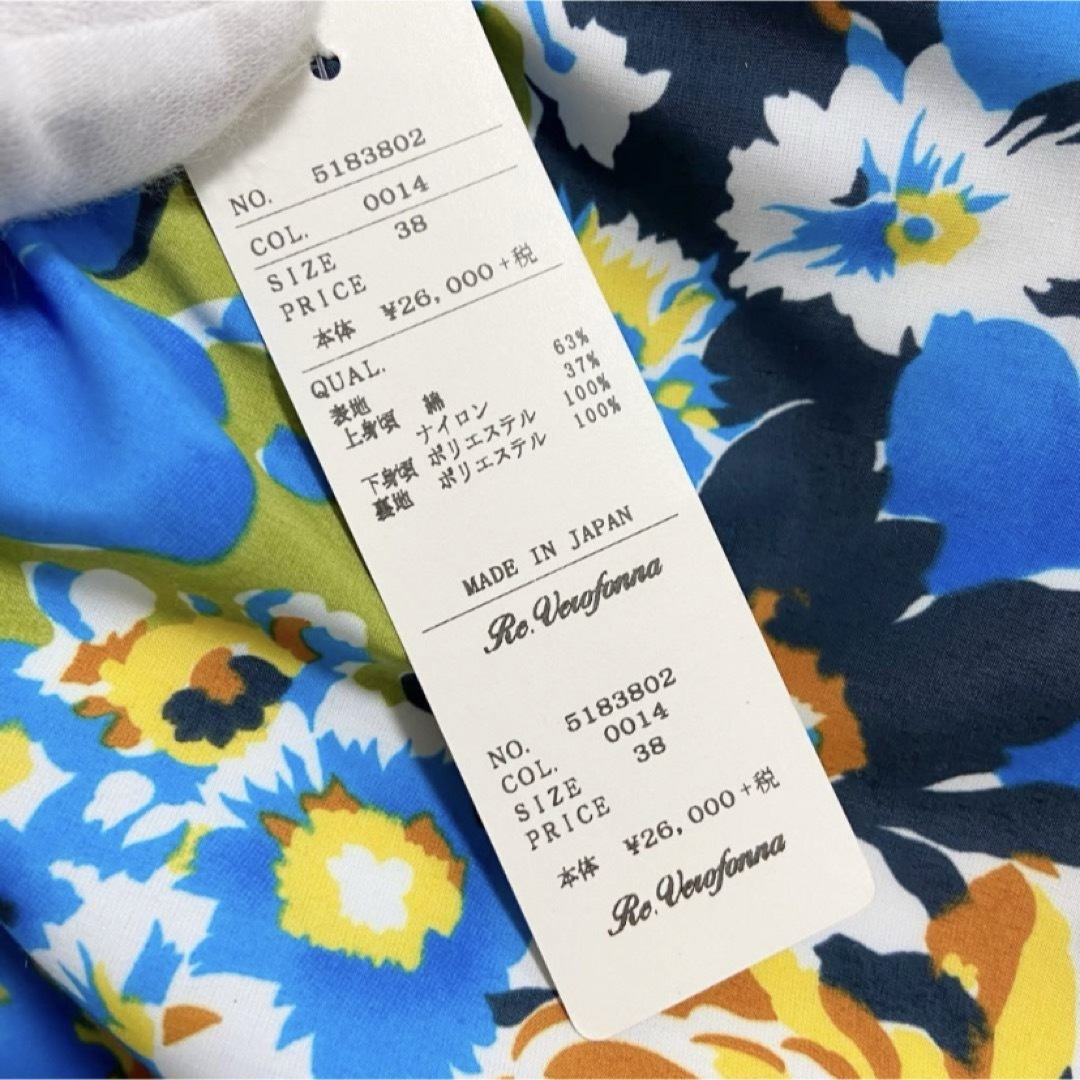 NO. 5183802
COL. 0014
SIZE 38
PRICE
本体 ¥26,000+税
QUAL.
表地
上身頃 綿 63%
ナイロン 37%
下身頃 ポリエステル 100%
裏地 ポリエステル 100%
MADE IN JAPAN
Re.Verofonna
NO. 5183802
COL. 0014
SIZE 38
PRICE
本体 ¥26,000+税
Re.Verofonna